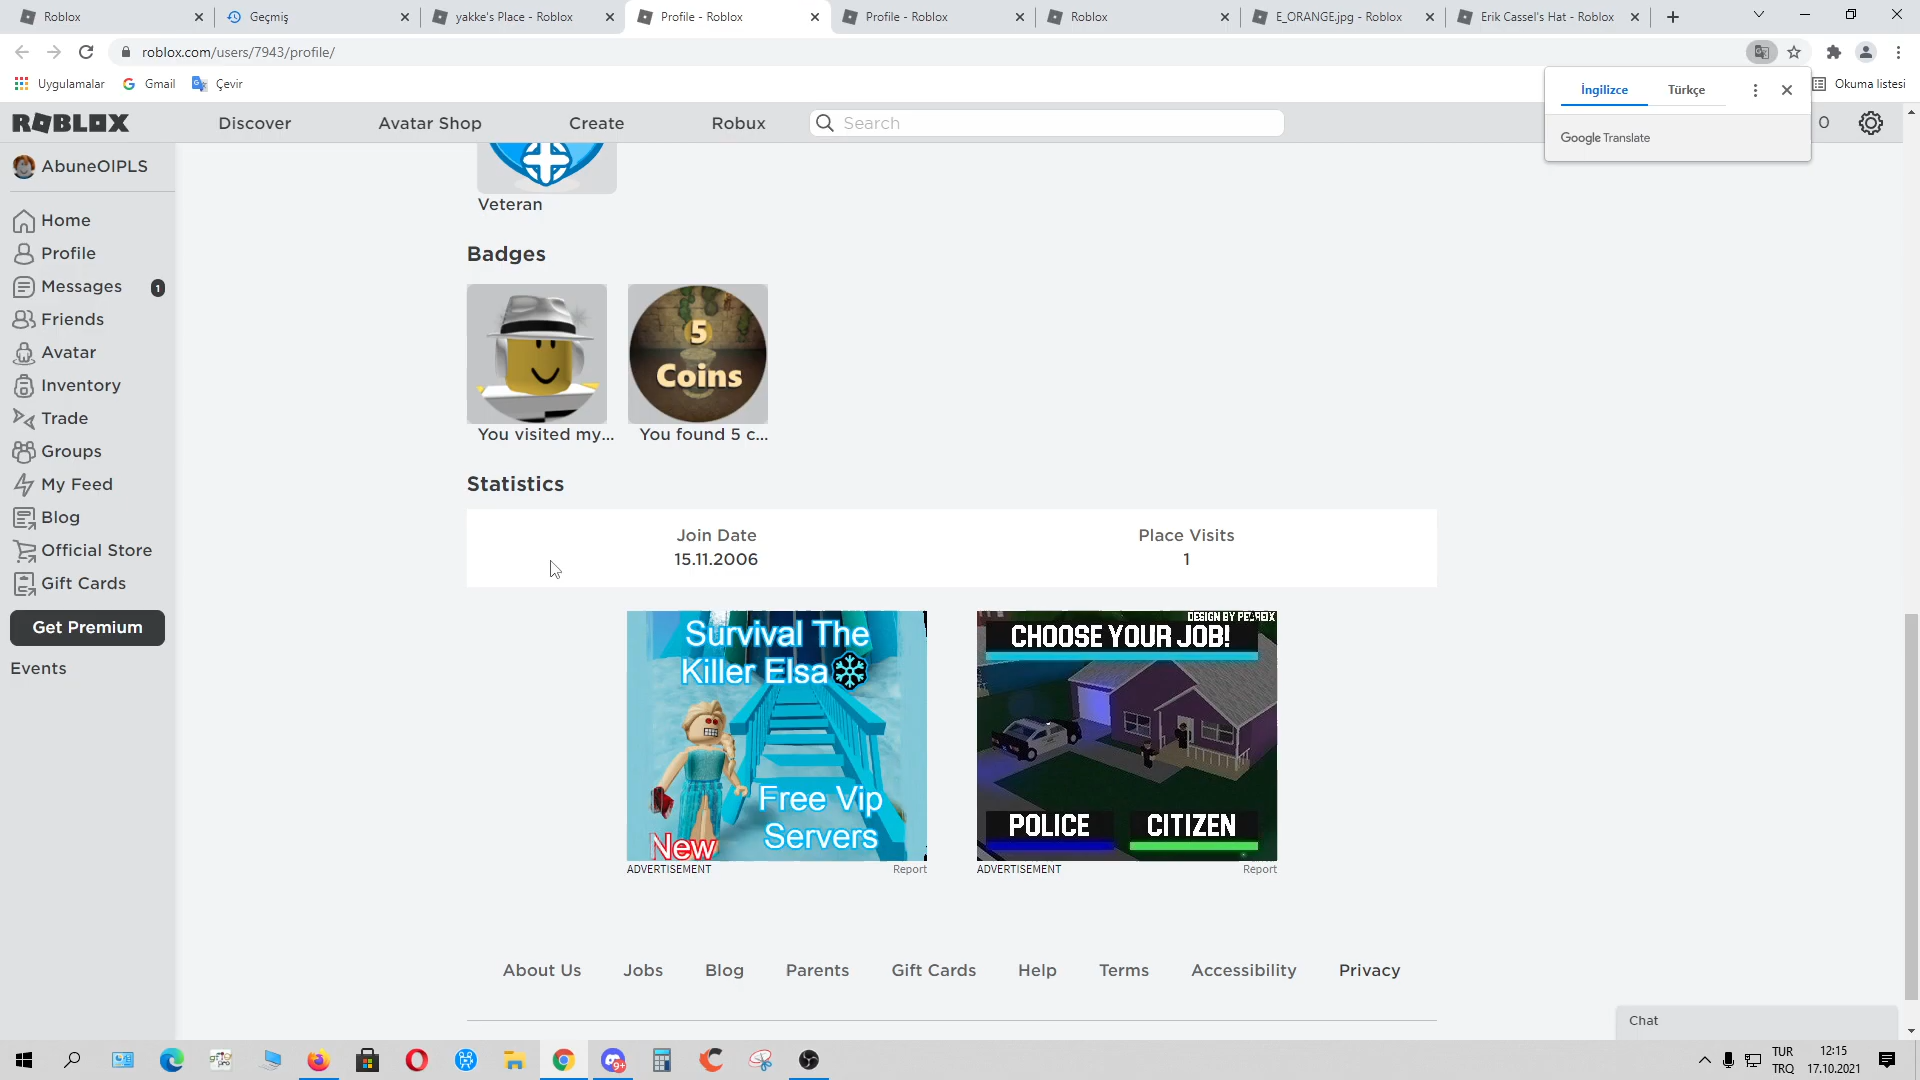 Roblox
Geçmiş
yakke's Place - Roblox
Profile - Roblox
Profile - Roblox
Roblox
E_ORANGE.jpg - Roblox
Erik Cassel's Hat - Roblox
roblox.com/users/7943/profile/
Uygulamalar
Gmail
Çevir
Okuma listesi
İngilizce
Türkçe
Google Translate
ROBLOX
Discover
Avatar Shop
Create
Robux
Search
0
AbuneOlPLS
Home
Profile
Messages
1
Friends
Avatar
Inventory
Trade
Groups
My Feed
Blog
Official Store
Gift Cards
Get Premium
Events
Veteran
Badges
5
Coins
You visited my...
You found 5 c...
Statistics
Join Date
15.11.2006
Place Visits
1
Survival The
Killer Elsa
Free Vip
Servers
New
ADVERTISEMENT
Report
CHOOSE YOUR JOB!
POLICE
CITIZEN
ADVERTISEMENT
Report
About Us
Jobs
Blog
Parents
Gift Cards
Help
Terms
Accessibility
Privacy
Chat
9+
TUR
TRQ
12:15
17.10.2021